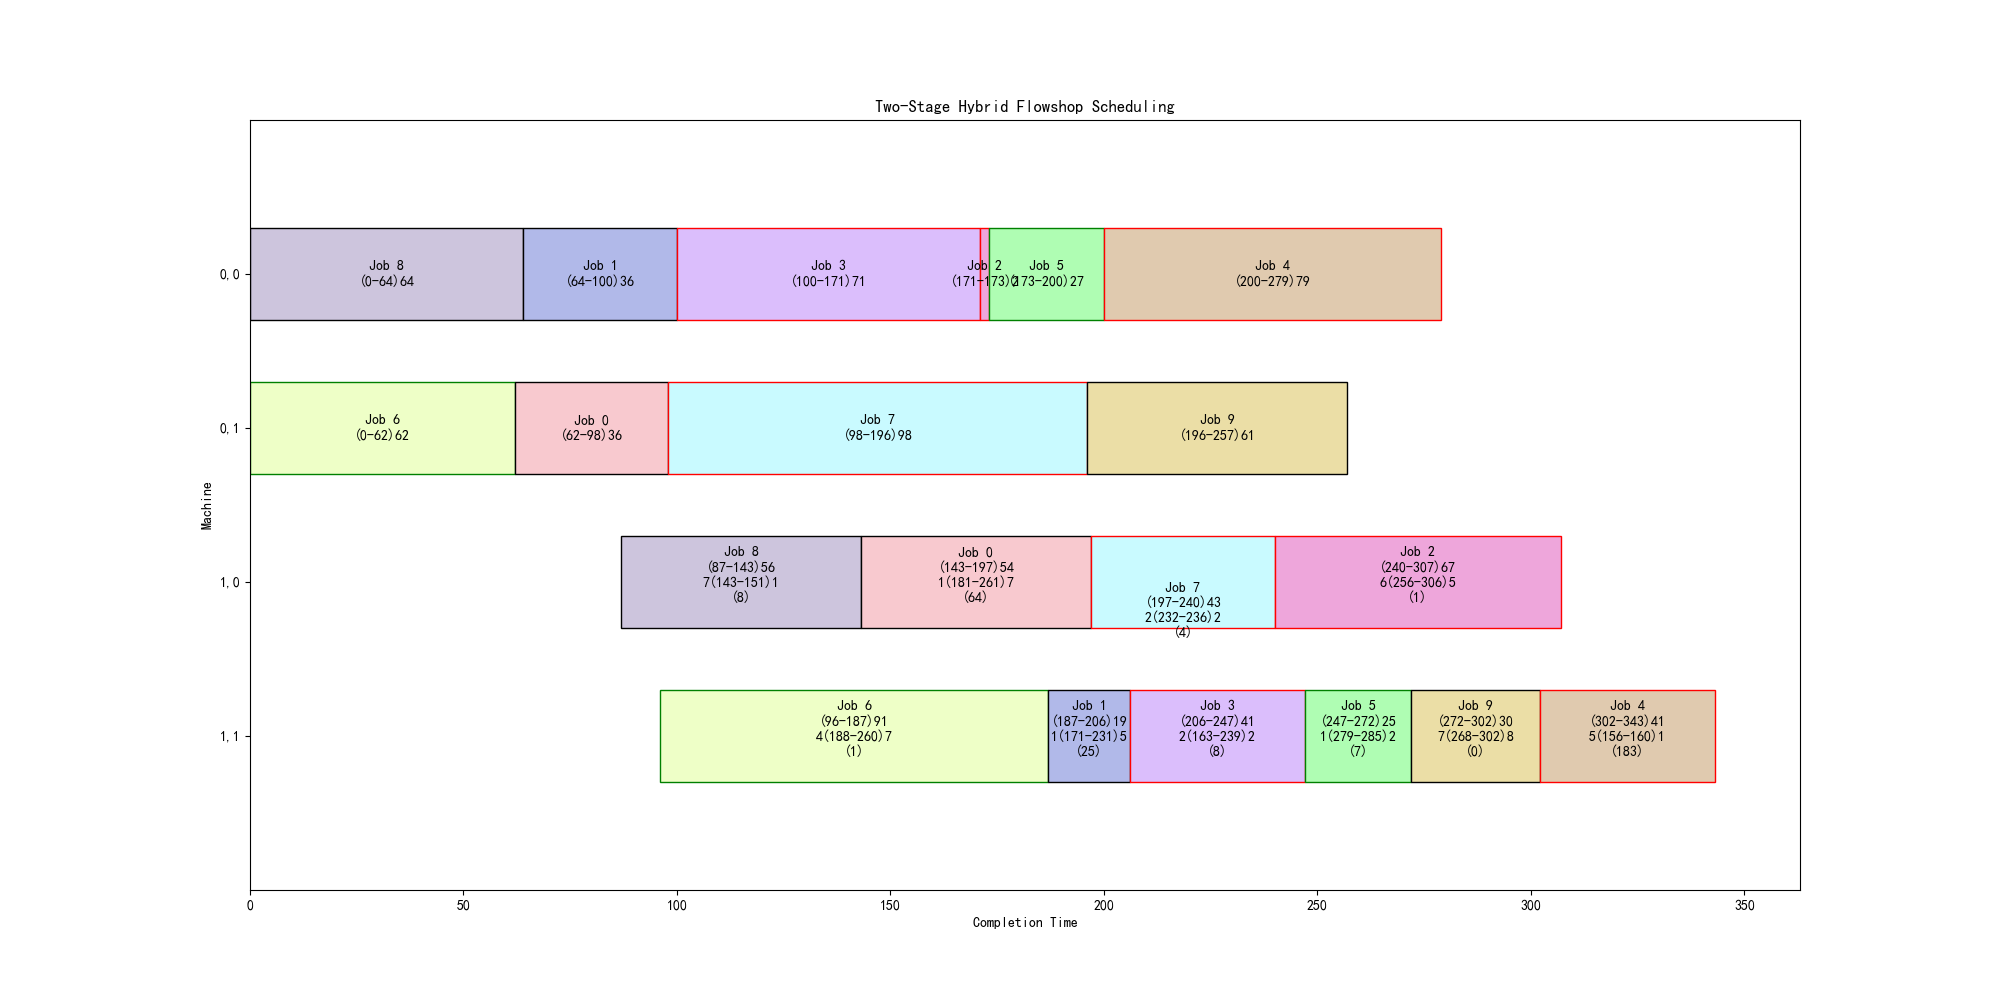 Two-Stage Hybrid Flowshop Scheduling
Machine
0,0
Job 8
(0-64)64
Job 1
(64-100)36
Job 3
(100-171)71
Job 2
(171-173)2
Job 5
(173-200)27
Job 4
(200-279)79
0,1
Job 6
(0-62)62
Job 0
(62-98)36
Job 7
(98-196)98
Job 9
(196-257)61
1,0
Job 8
(87-143)56
7(143-151)1
(8)
Job 0
(143-197)54
1(181-261)7
(64)
Job 7
(197-240)43
2(232-236)2
(4)
Job 2
(240-307)67
6(256-306)5
(1)
1,1
Job 6
(96-187)91
4(188-260)7
(1)
Job 1
(187-206)19
1(171-231)5
(25)
Job 3
(206-247)41
2(163-239)2
(8)
Job 5
(247-272)25
1(279-285)2
(7)
Job 9
(272-302)30
7(268-302)8
(0)
Job 4
(302-343)41
5(156-160)1
(183)
0
50
100
150
200
250
300
350
Completion Time